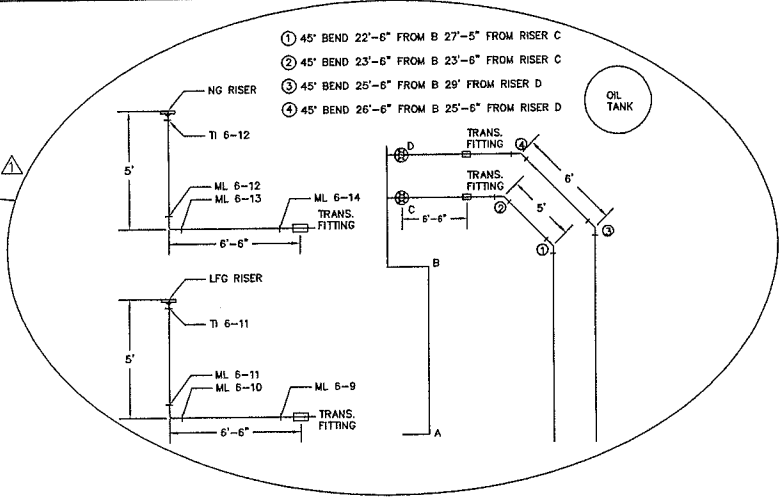 ① 45° BEND 22'-6" FROM B 27'-5" FROM RISER C
② 45° BEND 23'-6" FROM B 23'-6" FROM RISER C
③ 45° BEND 25'-6" FROM B 29' FROM RISER D
④ 45° BEND 26'-6" FROM B 25'-6" FROM RISER D
OIL
TANK
NG RISER
TI 6-12
5'
ML 6-12
ML 6-13
ML 6-14
TRANS.
FITTING
6'-6"
LFG RISER
TI 6-11
5'
ML 6-11
ML 6-10
ML 6-9
TRANS.
FITTING
6'-6"
D
TRANS.
FITTING
④
6'
TRANS.
FITTING
C
6'-6"
②
5'
①
③
B
A
1